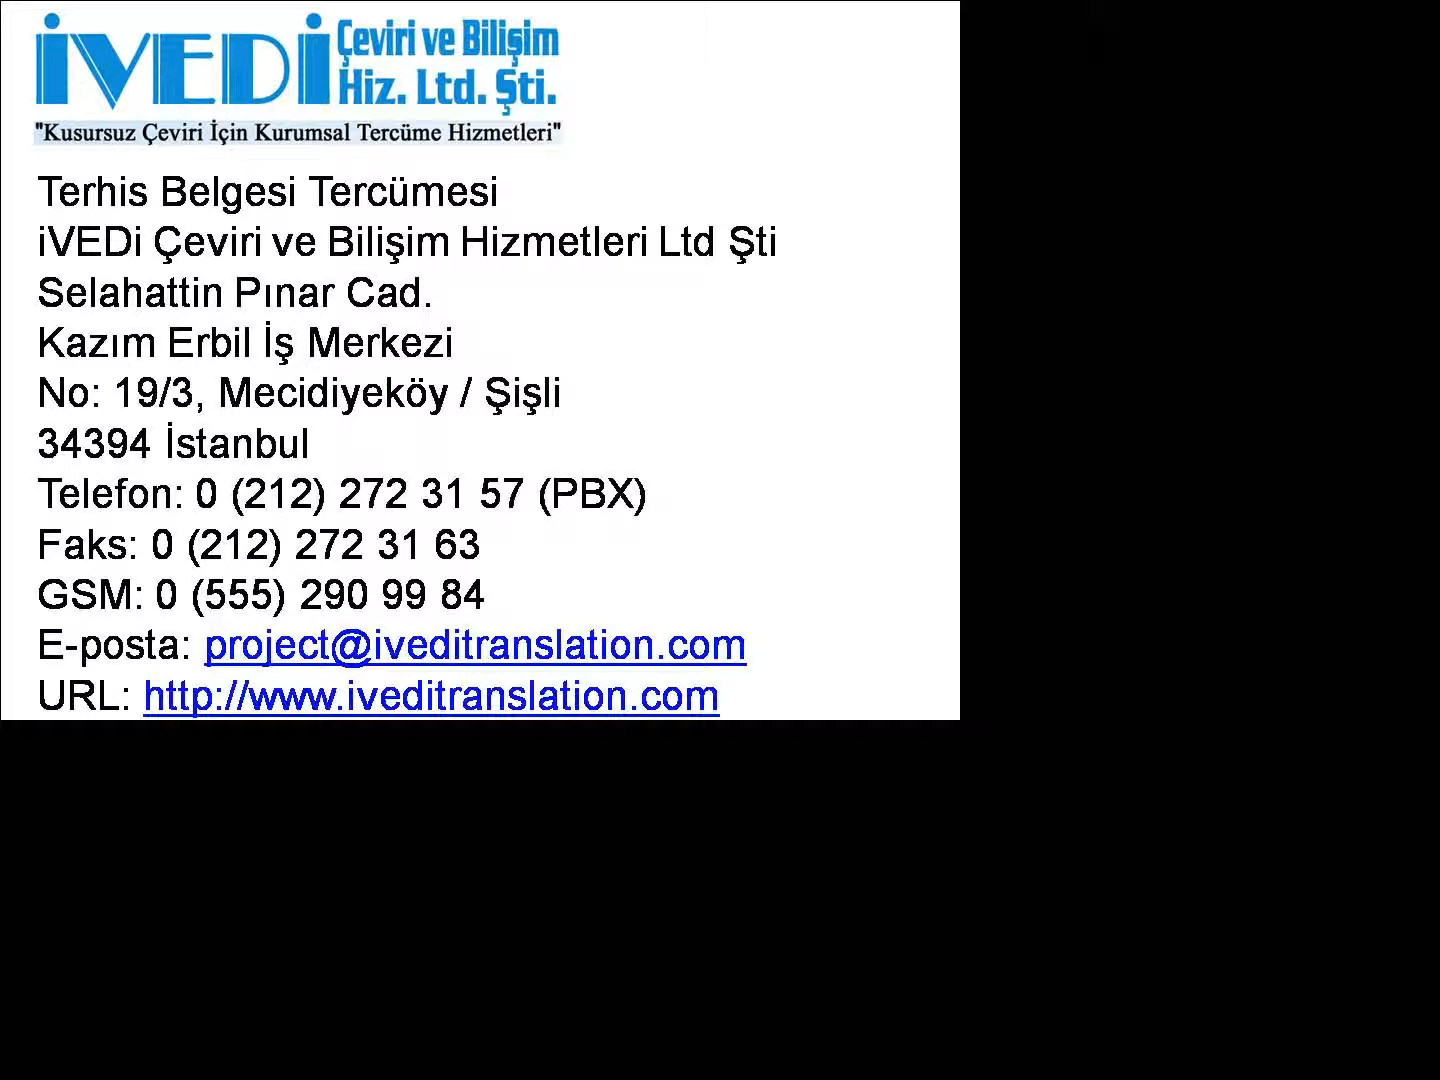 iVEDi Çeviri ve Bilişim
Hiz. Ltd. Şti.
"Kusursuz Çeviri İçin Kurumsal Tercüme Hizmetleri"
Terhis Belgesi Tercümesi
iVEDi Çeviri ve Bilişim Hizmetleri Ltd Şti
Selahattin Pınar Cad.
Kazım Erbil İş Merkezi
No: 19/3, Mecidiyeköy / Şişli
34394 İstanbul
Telefon: 0 (212) 272 31 57 (PBX)
Faks: 0 (212) 272 31 63
GSM: 0 (555) 290 99 84
E-posta: project@iveditranslation.com
URL: http://www.iveditranslation.com